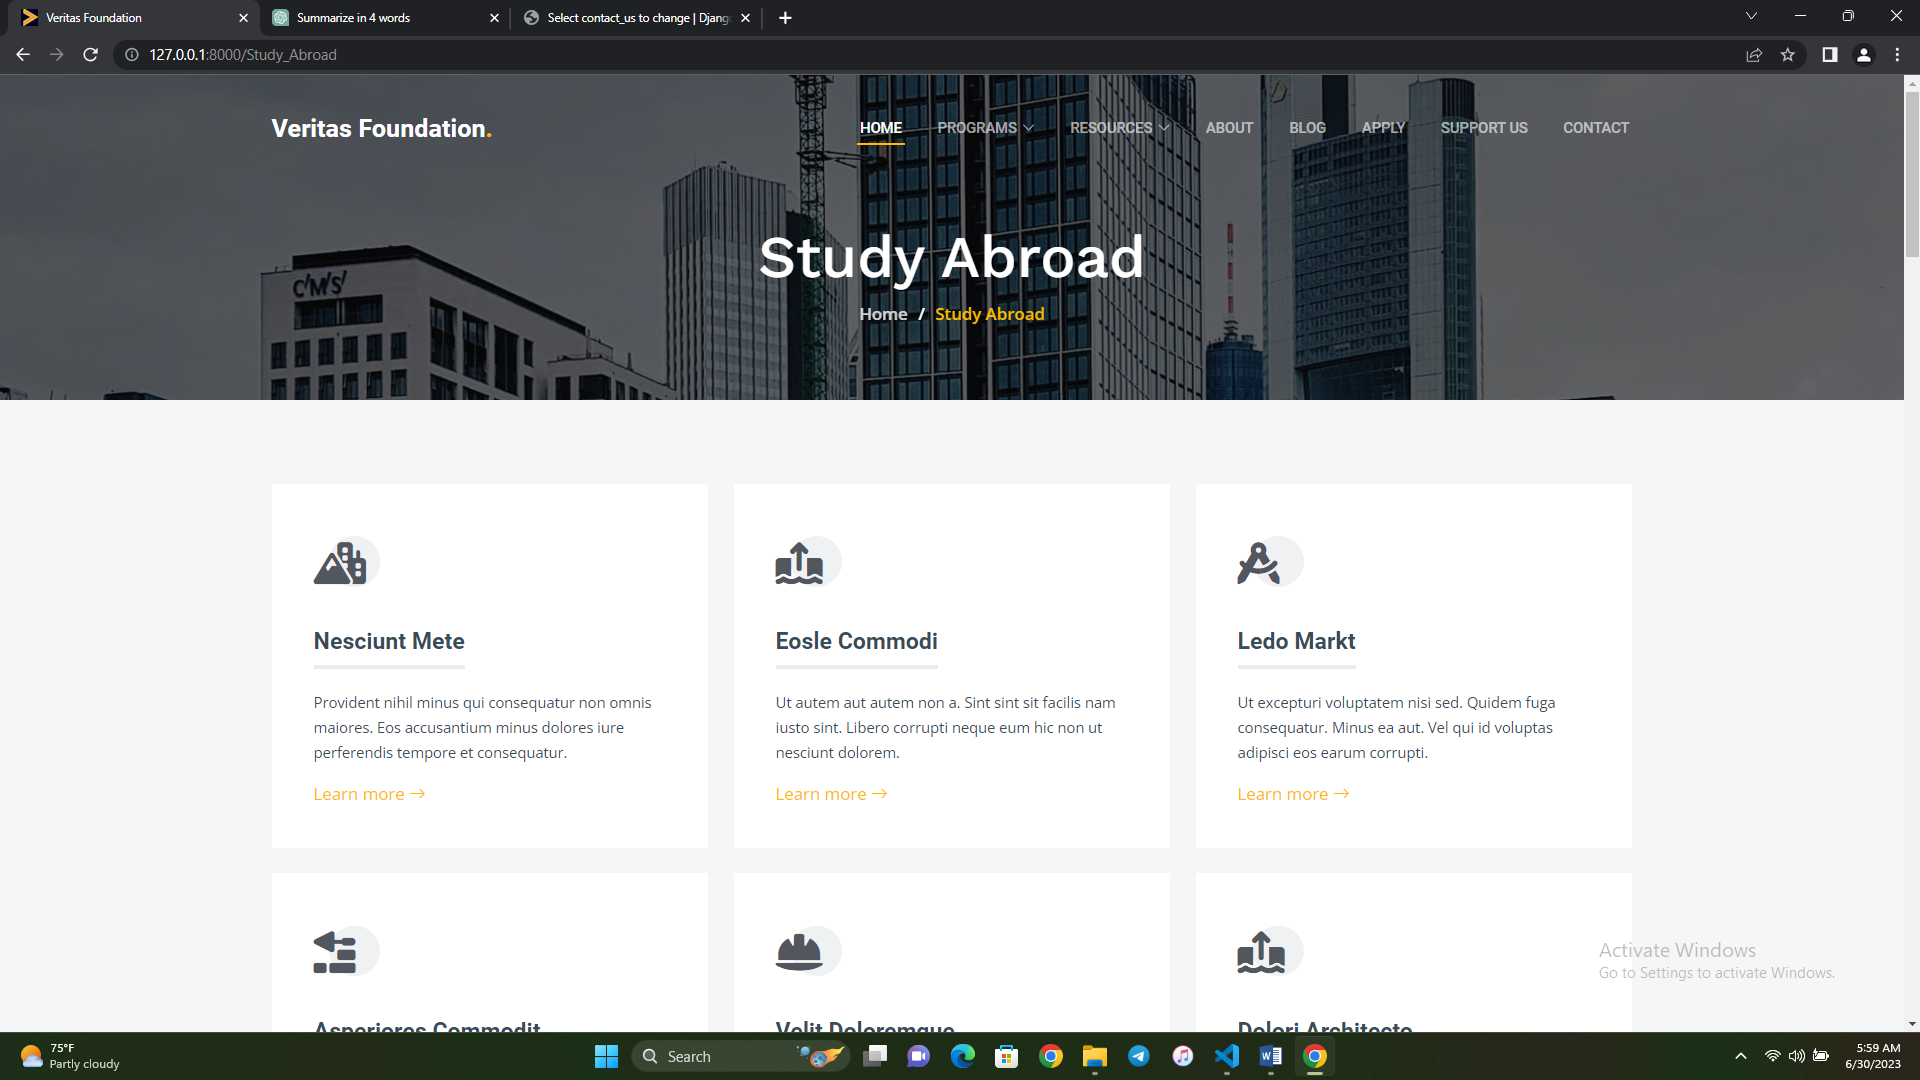 Veritas Foundation
Summarize in 4 words
Select contact_us to change | Djang
127.0.0.1:8000/Study_Abroad
Veritas Foundation.
HOME
PROGRAMS
RESOURCES
ABOUT
BLOG
APPLY
SUPPORT US
CONTACT
C/M/S/
Study Abroad
Home / Study Abroad
Nesciunt Mete
Provident nihil minus qui consequatur non omnis
maiores. Eos accusantium minus dolores iure
perferendis tempore et consequatur.
Learn more →
Eosle Commodi
Ut autem aut autem non a. Sint sint sit facilis nam
iusto sint. Libero corrupti neque eum hic non ut
nesciunt dolorem.
Learn more →
Ledo Markt
Ut excepturi voluptatem nisi sed. Quidem fuga
consequatur. Minus ea aut. Vel qui id voluptas
adipisci eos earum corrupti.
Learn more →
Asperiores Commodit
Velit Doloremque
Dolori Architecto
Activate Windows
Go to Settings to activate Windows.
75°F
Partly cloudy
Search
5:59 AM
6/30/2023